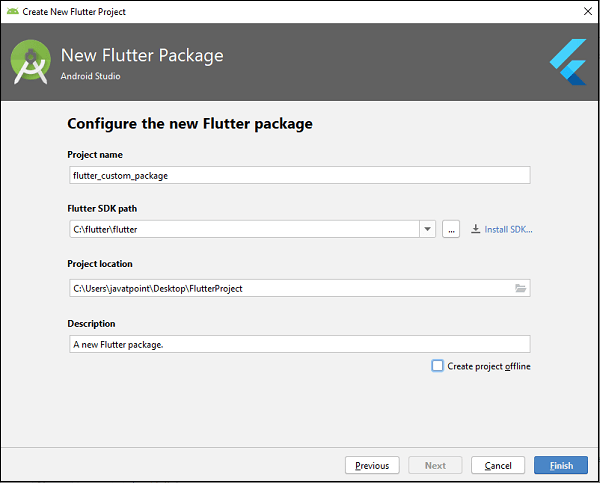 Create New Flutter Project
New Flutter Package
Android Studio
Configure the new Flutter package
Project name
flutter_custom_package
Flutter SDK path
C:\flutter\flutter
...
Install SDK...
Project location
C:\Users\javatpoint\Desktop\FlutterProject
Description
A new Flutter package.
Create project offline
Previous
Next
Cancel
Finish